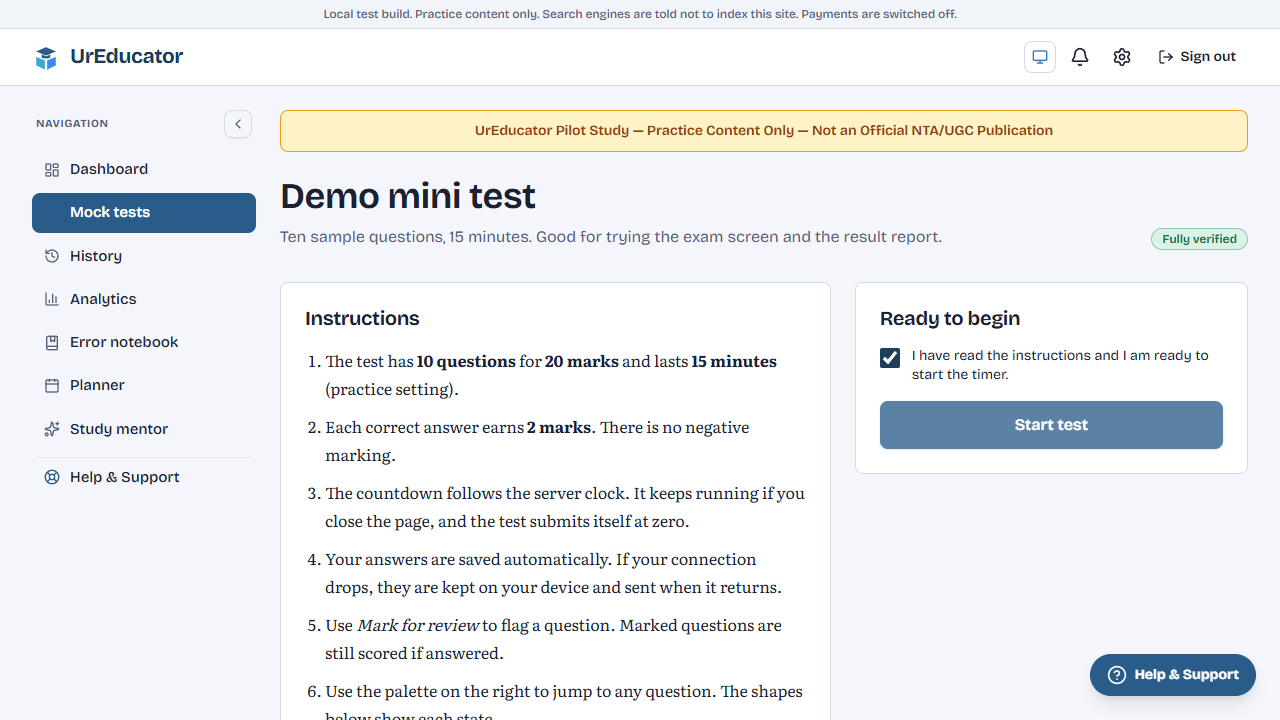 Local test build. Practice content only. Search engines are told not to index this site. Payments are switched off.
UrEducator
Sign out
NAVIGATION
Dashboard
Mock tests
History
Analytics
Error notebook
Planner
Study mentor
Help & Support
UrEducator Pilot Study — Practice Content Only — Not an Official NTA/UGC Publication
Demo mini test
Ten sample questions, 15 minutes. Good for trying the exam screen and the result report.
Fully verified
Instructions
1. The test has 10 questions for 20 marks and lasts 15 minutes
(practice setting).
2. Each correct answer earns 2 marks. There is no negative
marking.
3. The countdown follows the server clock. It keeps running if you
close the page, and the test submits itself at zero.
4. Your answers are saved automatically. If your connection
drops, they are kept on your device and sent when it returns.
5. Use Mark for review to flag a question. Marked questions are
still scored if answered.
6. Use the palette on the right to jump to any question. The shapes
below show each state.
Ready to begin
I have read the instructions and I am ready to
start the timer.
Start test
Help & Support